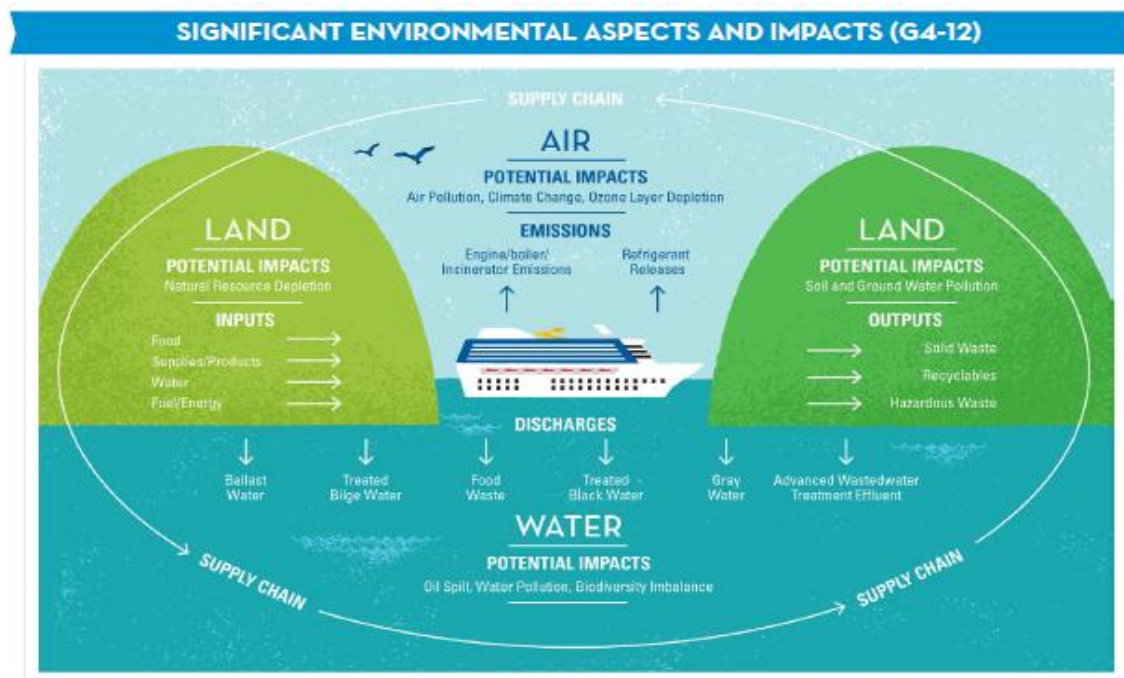 SIGNIFICANT ENVIRONMENTAL ASPECTS AND IMPACTS (G4-12)
SUPPLY CHAIN
AIR
POTENTIAL IMPACTS
Air Pollution, Climate Change, Ozone Layer Depletion
EMISSIONS
Engine/boiler/
Incinerator Emissions
Refrigerant
Releases
LAND
POTENTIAL IMPACTS
Natural Resource Depletion
INPUTS
Food
Supplies/Products
Water
Fuel/Energy
LAND
POTENTIAL IMPACTS
Soil and Ground Water Pollution
OUTPUTS
Solid Waste
Recyclables
Hazardous Waste
DISCHARGES
Ballast
Water
Treated
Bilge Water
Food
Waste
Treated
Black Water
Gray
Water
Advanced Wastedwater
Treatment Effluent
WATER
POTENTIAL IMPACTS
Oil Spill, Water Pollution, Biodiversity Imbalance
SUPPLY CHAIN
SUPPLY CHAIN